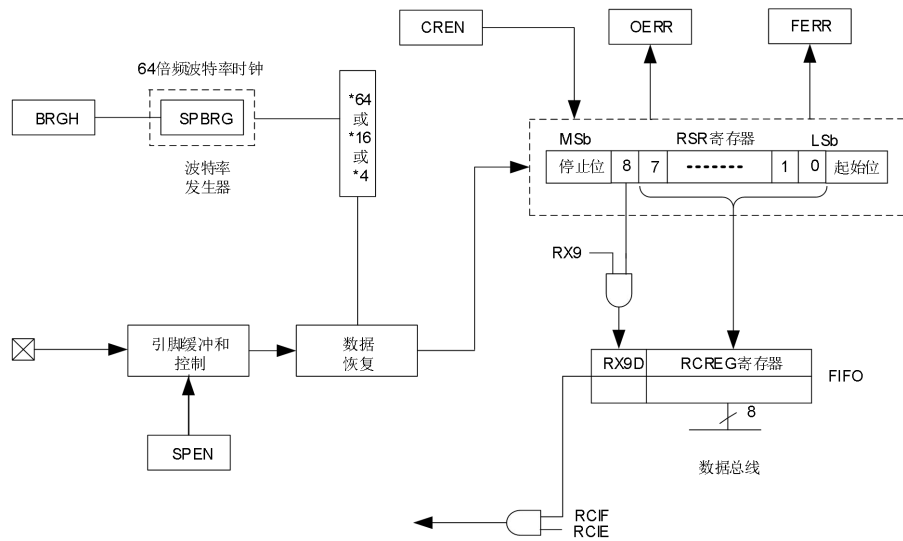 CREN
OERR
FERR
64倍频波特率时钟
BRGH
SPBRG
波特率
发生器
*64
或
*16
或
*4
MSb
RSR寄存器
LSb
停止位 8 7 ------- 1 0 起始位
RX9
引脚缓冲和
控制
数据
恢复
RX9D
RCREG寄存器
FIFO
8
SPEN
数据总线
RCIF
RCIE